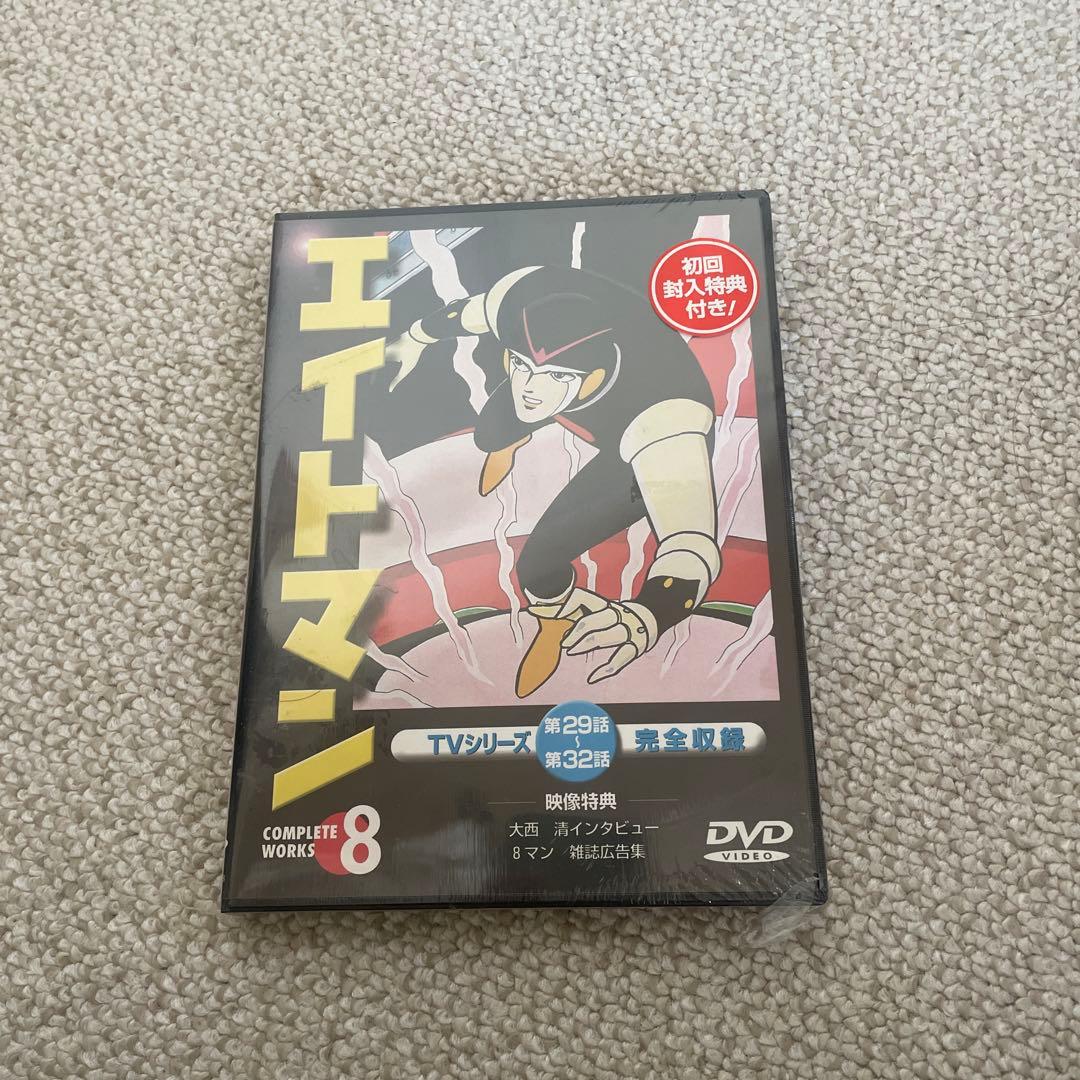 エイトマン
初回
封入特典
付き!
TVシリーズ
第29話
~
第32話
完全収録
映像特典
大西 清インタビュー
8マン 雑誌広告集
COMPLETE
WORKS
8
DVD
VIDEO